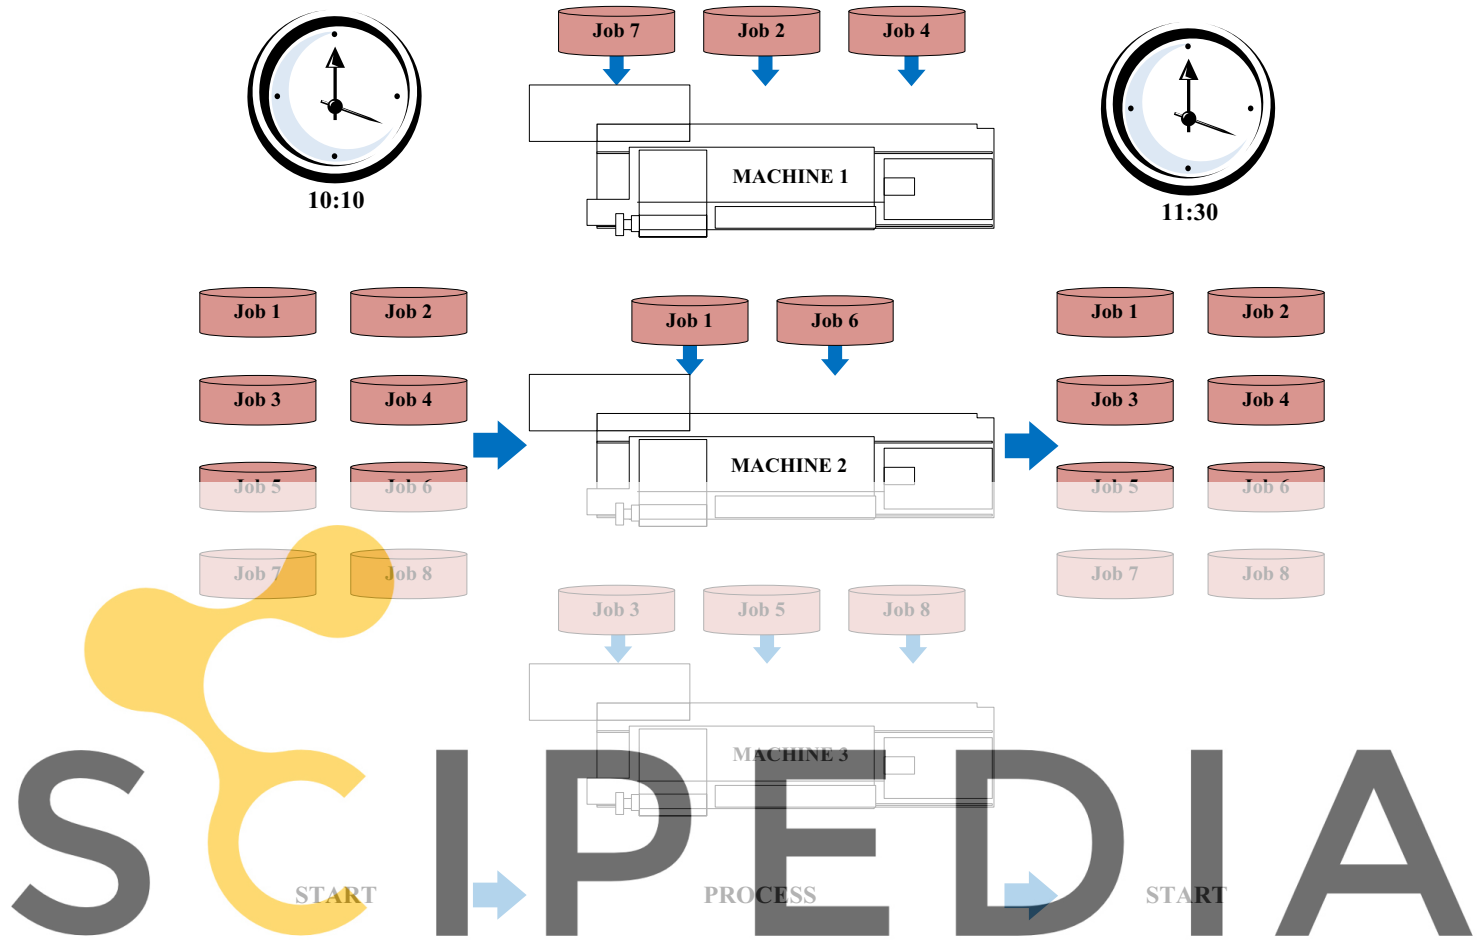 Job 7 Job 2 Job 4
MACHINE 1
10:10
11:30
Job 1 Job 2
Job 3 Job 4
Job 5 Job 6
Job 7 Job 8
Job 1 Job 6
MACHINE 2
Job 3 Job 5 Job 8
MACHINE 3
Job 1 Job 2
Job 3 Job 4
Job 5 Job 6
Job 7 Job 8
START PROCESS START
SCIPEDIA